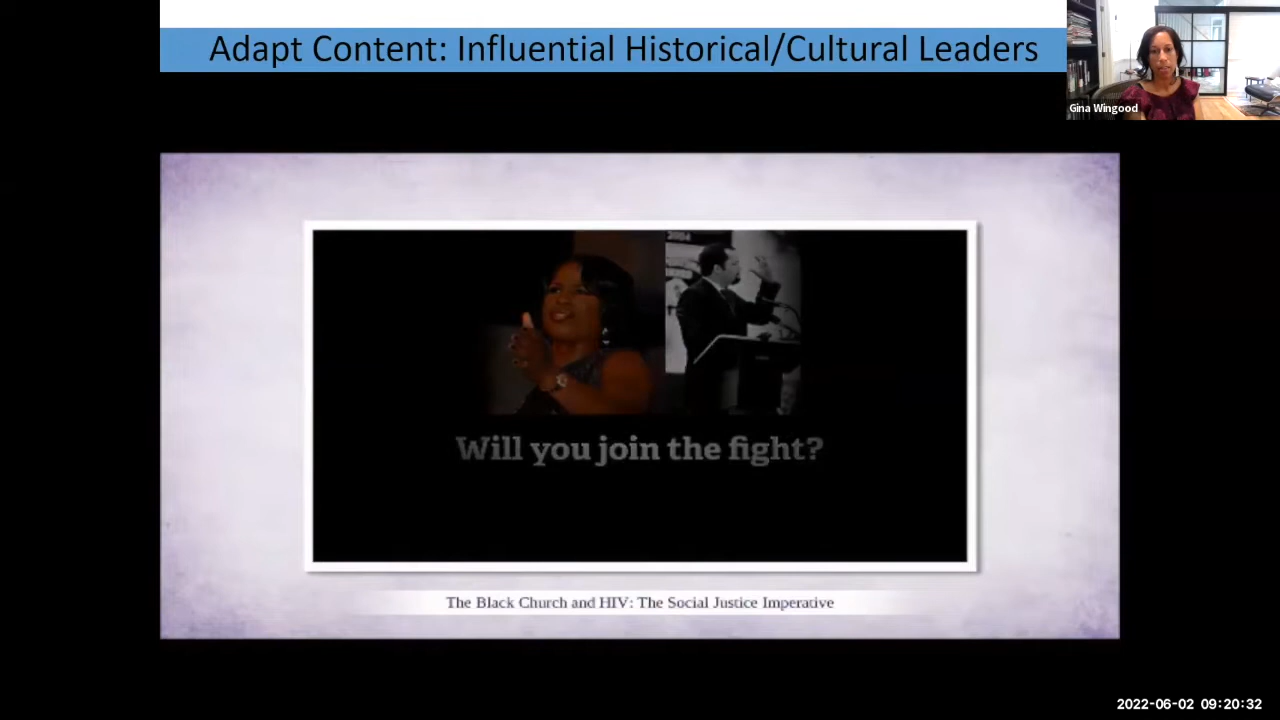 Adapt Content: Influential Historical/Cultural Leaders
Gina Wingood
Will you join the fight?
The Black Church and HIV: The Social Justice Imperative
2022-06-02 09:20:32